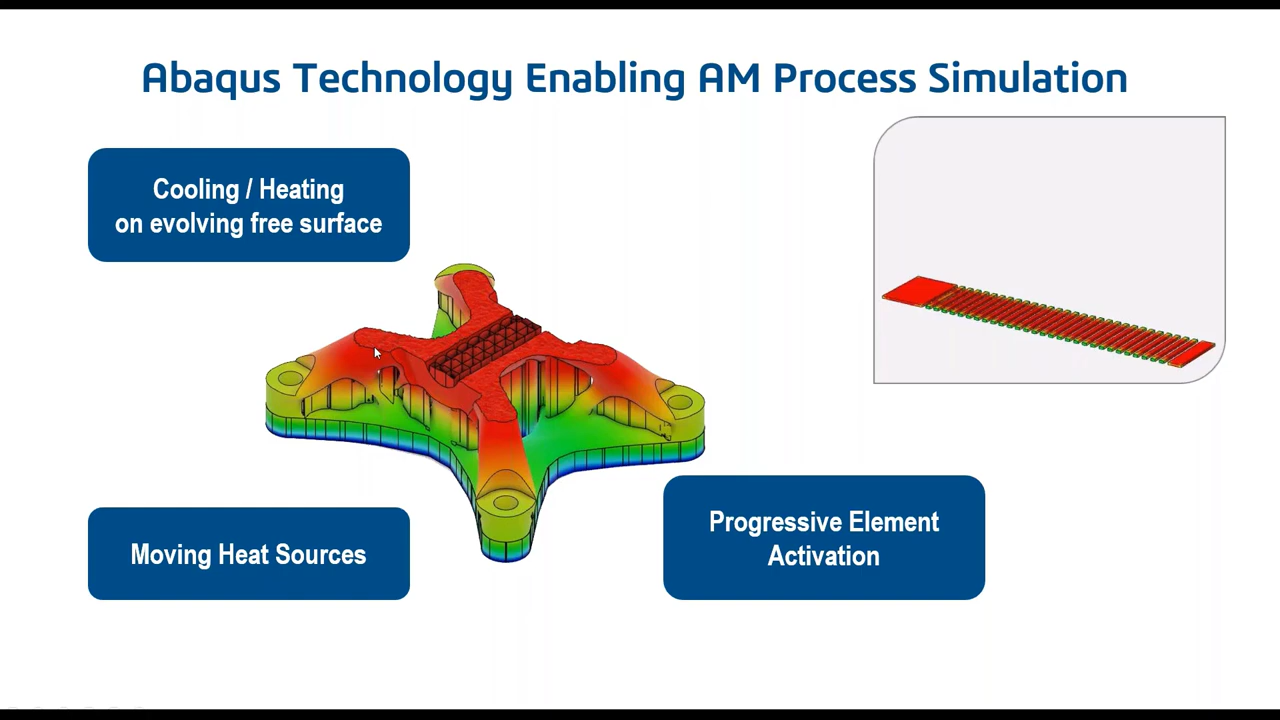 Abaqus Technology Enabling AM Process Simulation
Cooling / Heating
on evolving free surface
Moving Heat Sources
Progressive Element
Activation